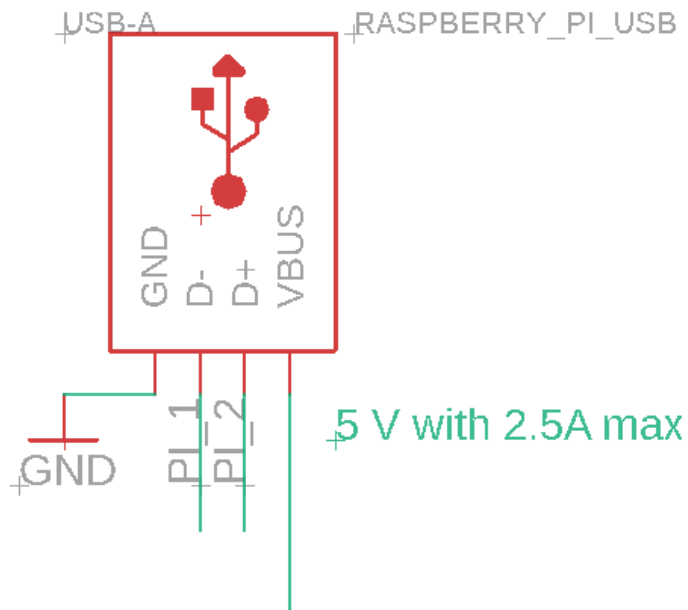 USB-A
RASPBERRY_PI_USB
GND
D-
D+
VBUS
PI_1
PI_2
5 V with 2.5A max
GND